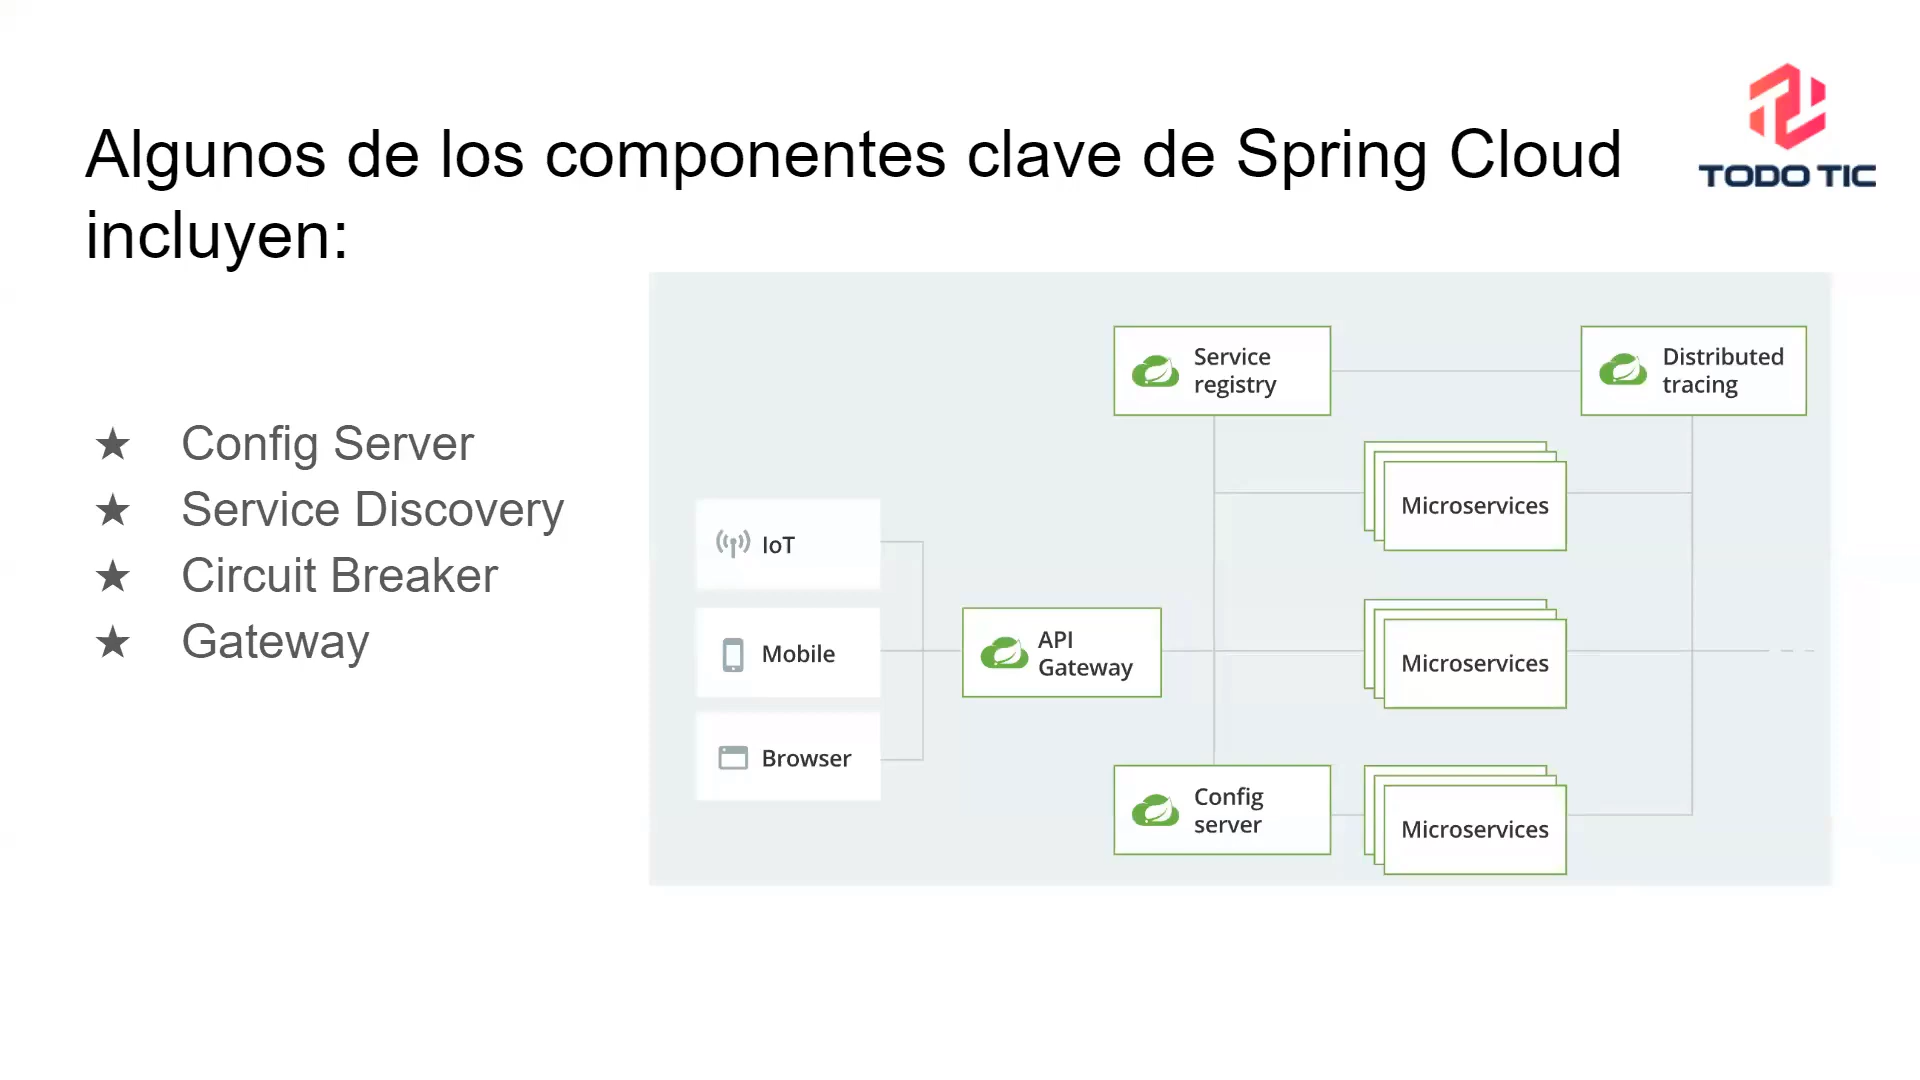 Algunos de los componentes clave de Spring Cloud
incluyen:
TODO TIC
★ Config Server
★ Service Discovery
★ Circuit Breaker
★ Gateway
Service
registry
Distributed
tracing
Microservices
IoT
Mobile
Browser
API
Gateway
Microservices
Config
server
Microservices